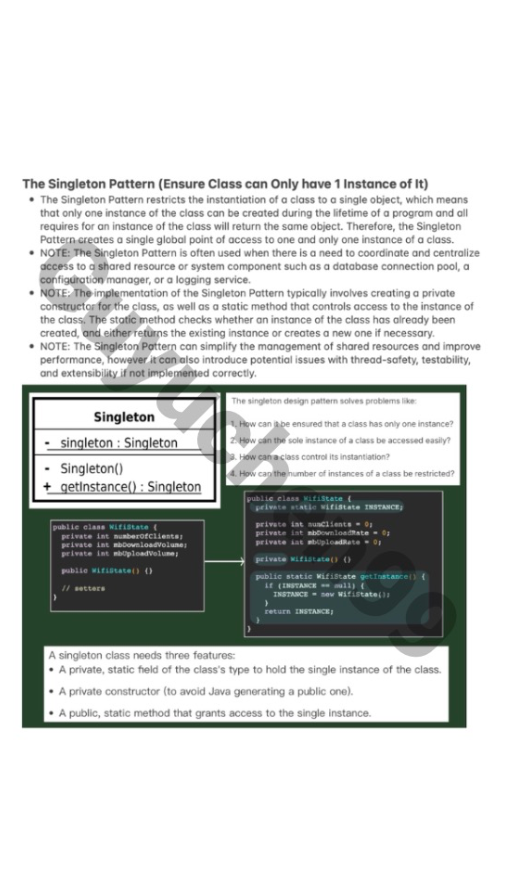 The Singleton Pattern (Ensure Class can Only have 1 Instance of It)
• The Singleton Pattern restricts the instantiation of a class to a single object, which means
that only one instance of the class can be created during the lifetime of a program and all
requires for an instance of the class will return the same object. Therefore, the Singleton
Pattern creates a single global point of access to one and only one instance of a class.
• NOTE: The Singleton Pattern is often used when there is a need to coordinate and centralize
access to a shared resource or system component such as a database connection pool, a
configuration manager, or a logging service.
• NOTE: The implementation of the Singleton Pattern typically involves creating a private
constructor for the class, as well as a static method that controls access to the instance of
the class. The static method checks whether an instance of the class has already been
created, and either returns the existing instance or creates a new one if necessary.
• NOTE: The Singleton Pattern can simplify the management of shared resources and improve
performance, however it can also introduce potential issues with thread-safety, testability,
and extensibility if not implemented correctly.
Singleton
- singleton : Singleton
- Singleton()
+ getInstance() : Singleton
The singleton design pattern solves problems like:
1. How can it be ensured that a class has only one instance?
2. How can the sole instance of a class be accessed easily?
3. How can a class control its instantiation?
4. How can the number of instances of a class be restricted?
public class WifiState {
private int numberOfClients;
private int mbDownloadVolume;
private int mbUploadVolume;
public WifiState() {}
// setters
}
public class WifiState {
private static WifiState INSTANCE;
private int numClients = 0;
private int mbDownloadRate = 0;
private int mbUploadRate = 0;
private WifiState() {}
public static WifiState getInstance() {
if (INSTANCE == null) {
INSTANCE = new WifiState();
}
return INSTANCE;
}
}
A singleton class needs three features:
• A private, static field of the class's type to hold the single instance of the class.
• A private constructor (to avoid Java generating a public one).
• A public, static method that grants access to the single instance.